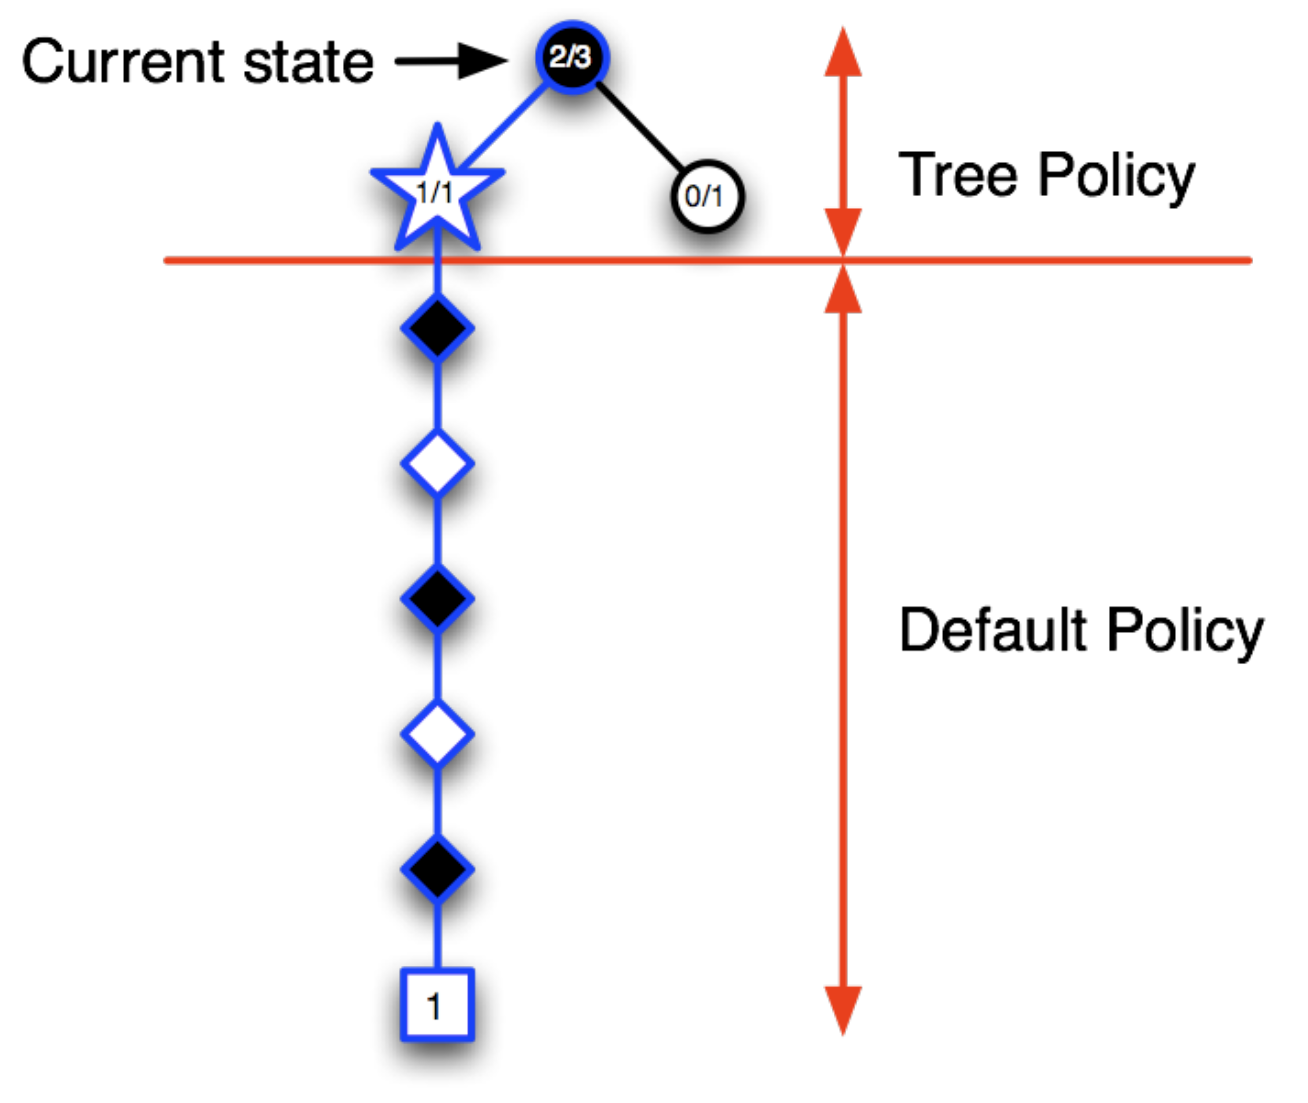 Current state
2/3
1/1
0/1
Tree Policy
Default Policy
1